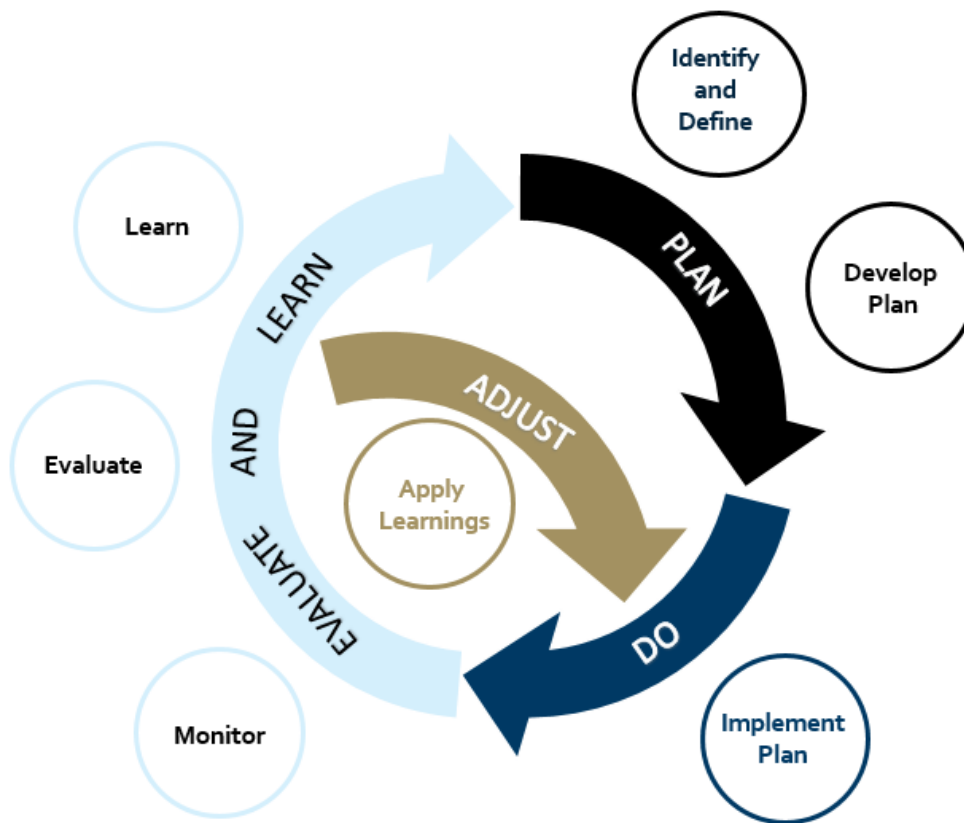 Identify
and
Define
PLAN
Develop
Plan
DO
Implement
Plan
EVALUATE AND LEARN
Monitor
Evaluate
Learn
ADJUST
Apply
Learnings